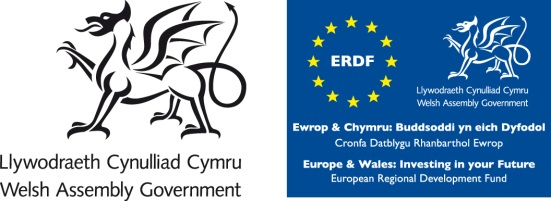 Llywodraeth Cynulliad Cymru
Welsh Assembly Government
ERDF
Llywodraeth Cynulliad Cymru
Welsh Assembly Government
Ewrop & Chymru: Buddsoddi yn eich Dyfodol
Cronfa Datblygu Rhanbarthol Ewrop
Europe & Wales: Investing in your Future
European Regional Development Fund